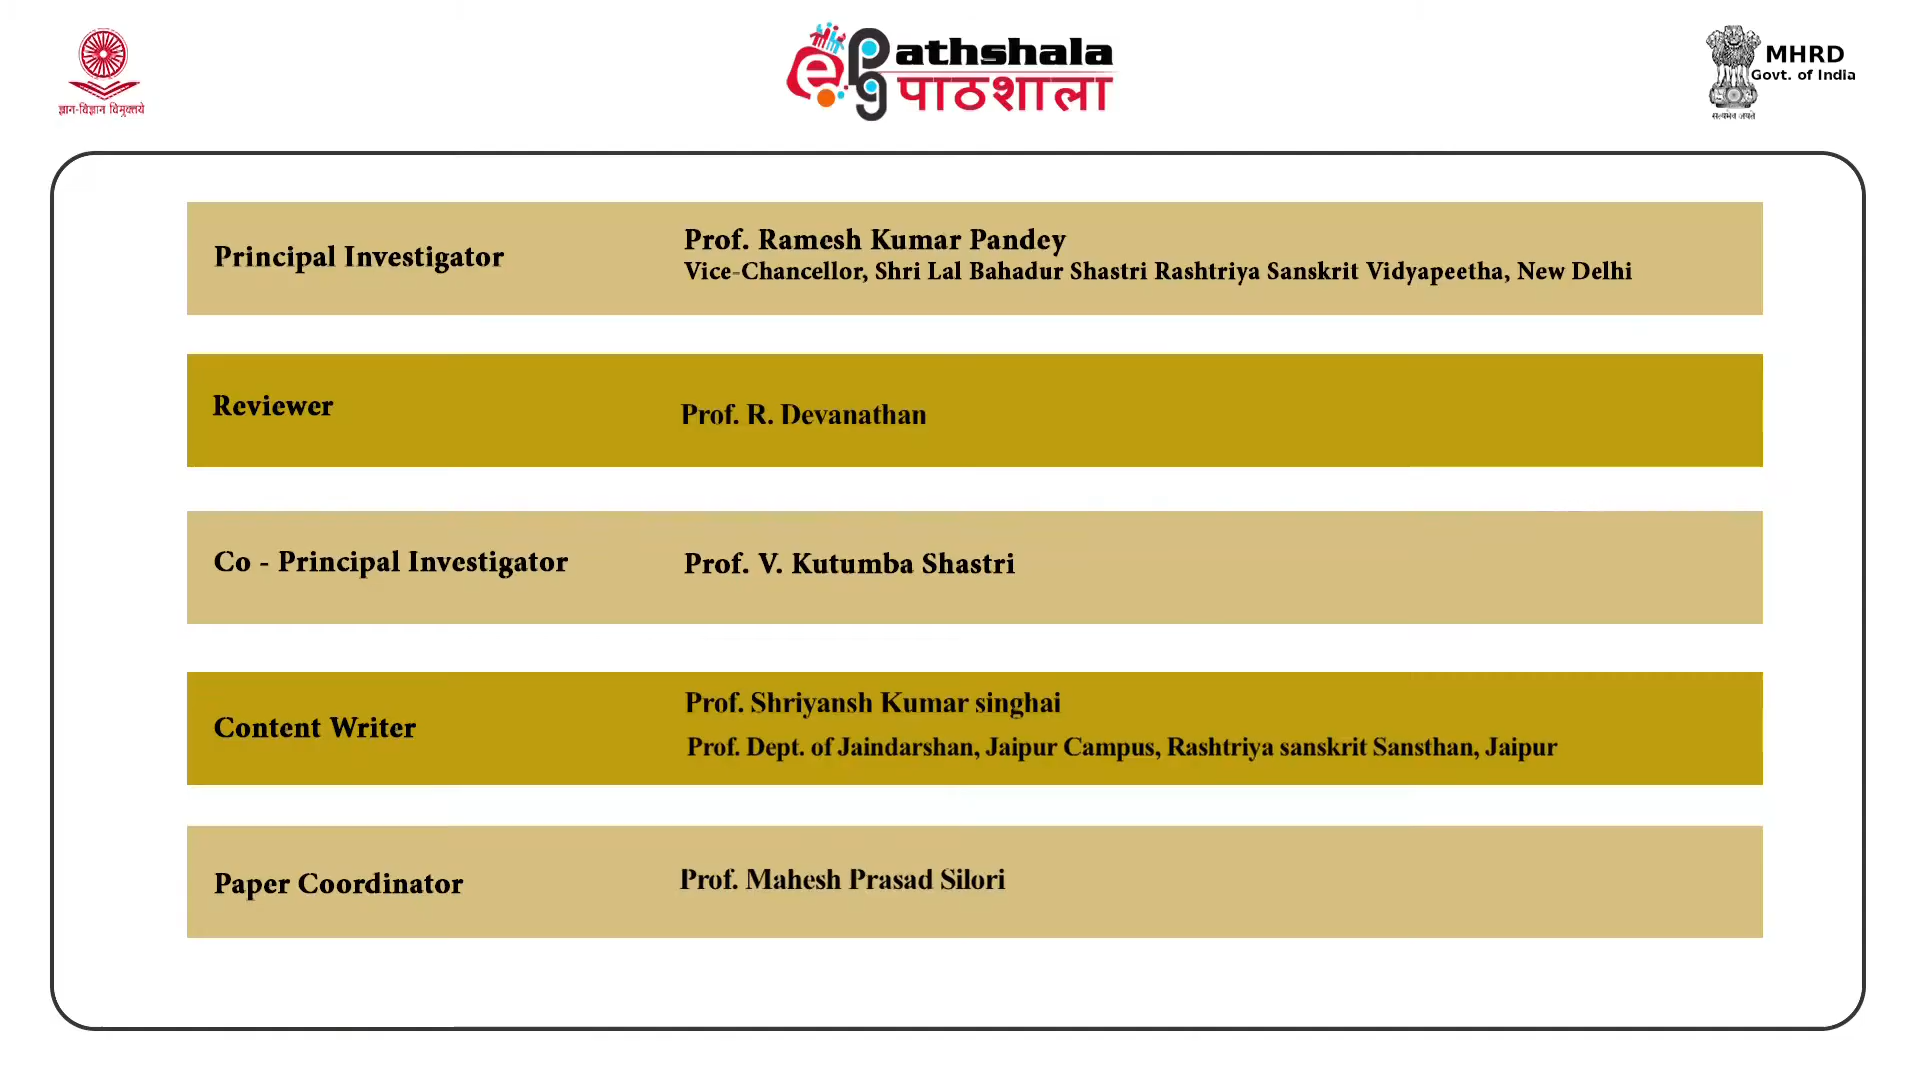 ज्ञान-विज्ञान विमुक्तये
e
pg
athshala
पाठशाला
MHRD
Govt. of India
सत्यमेव जयते
Principal Investigator
Prof. Ramesh Kumar Pandey
Vice-Chancellor, Shri Lal Bahadur Shastri Rashtriya Sanskrit Vidyapeetha, New Delhi
Reviewer
Prof. R. Devanathan
Co - Principal Investigator
Prof. V. Kutumba Shastri
Content Writer
Prof. Shriyansh Kumar singhai
Prof. Dept. of Jaindarshan, Jaipur Campus, Rashtriya sanskrit Sansthan, Jaipur
Paper Coordinator
Prof. Mahesh Prasad Silori